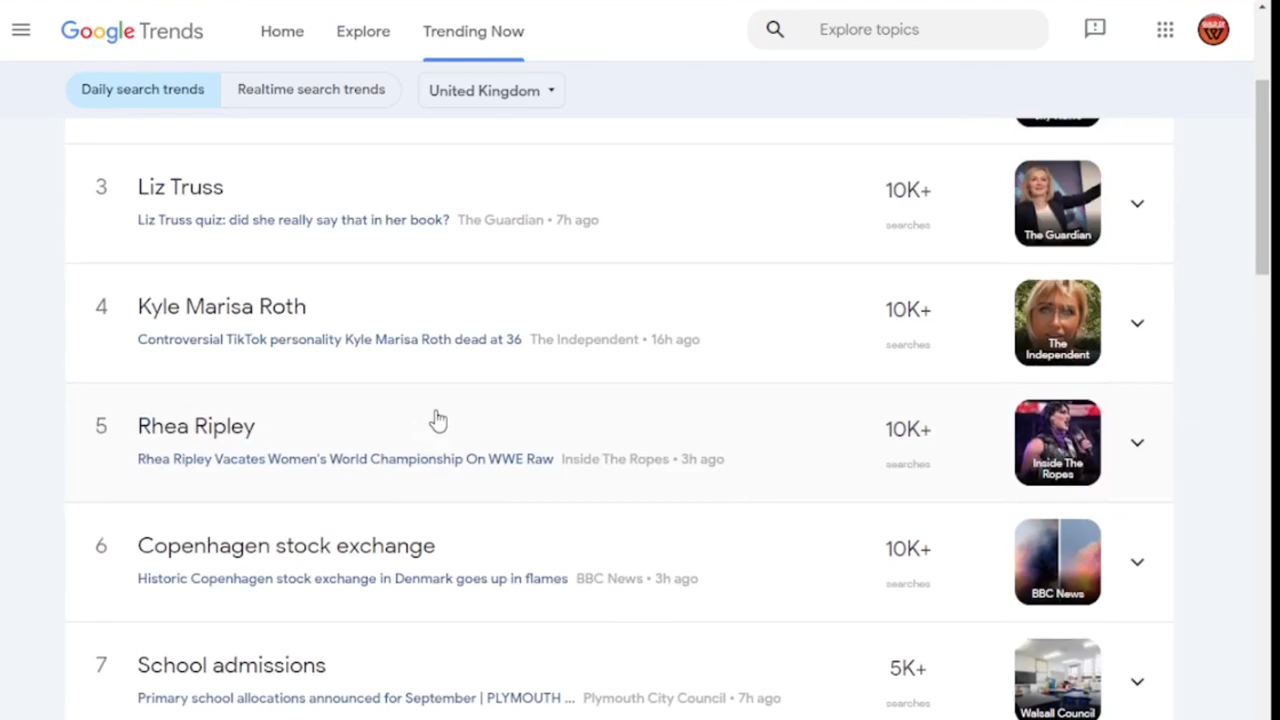 Google Trends
Home
Explore
Trending Now
Explore topics
Daily search trends
Realtime search trends
United Kingdom
3
Liz Truss
Liz Truss quiz: did she really say that in her book? The Guardian • 7h ago
10K+
searches
The Guardian
4
Kyle Marisa Roth
Controversial TikTok personality Kyle Marisa Roth dead at 36 The Independent • 16h ago
10K+
searches
The
Independent
5
Rhea Ripley
Rhea Ripley Vacates Women's World Championship On WWE Raw Inside The Ropes • 3h ago
10K+
searches
Inside The
Ropes
6
Copenhagen stock exchange
Historic Copenhagen stock exchange in Denmark goes up in flames BBC News • 3h ago
10K+
searches
BBC News
7
School admissions
Primary school allocations announced for September | PLYMOUTH ... Plymouth City Council • 7h ago
5K+
searches
Walsall Council